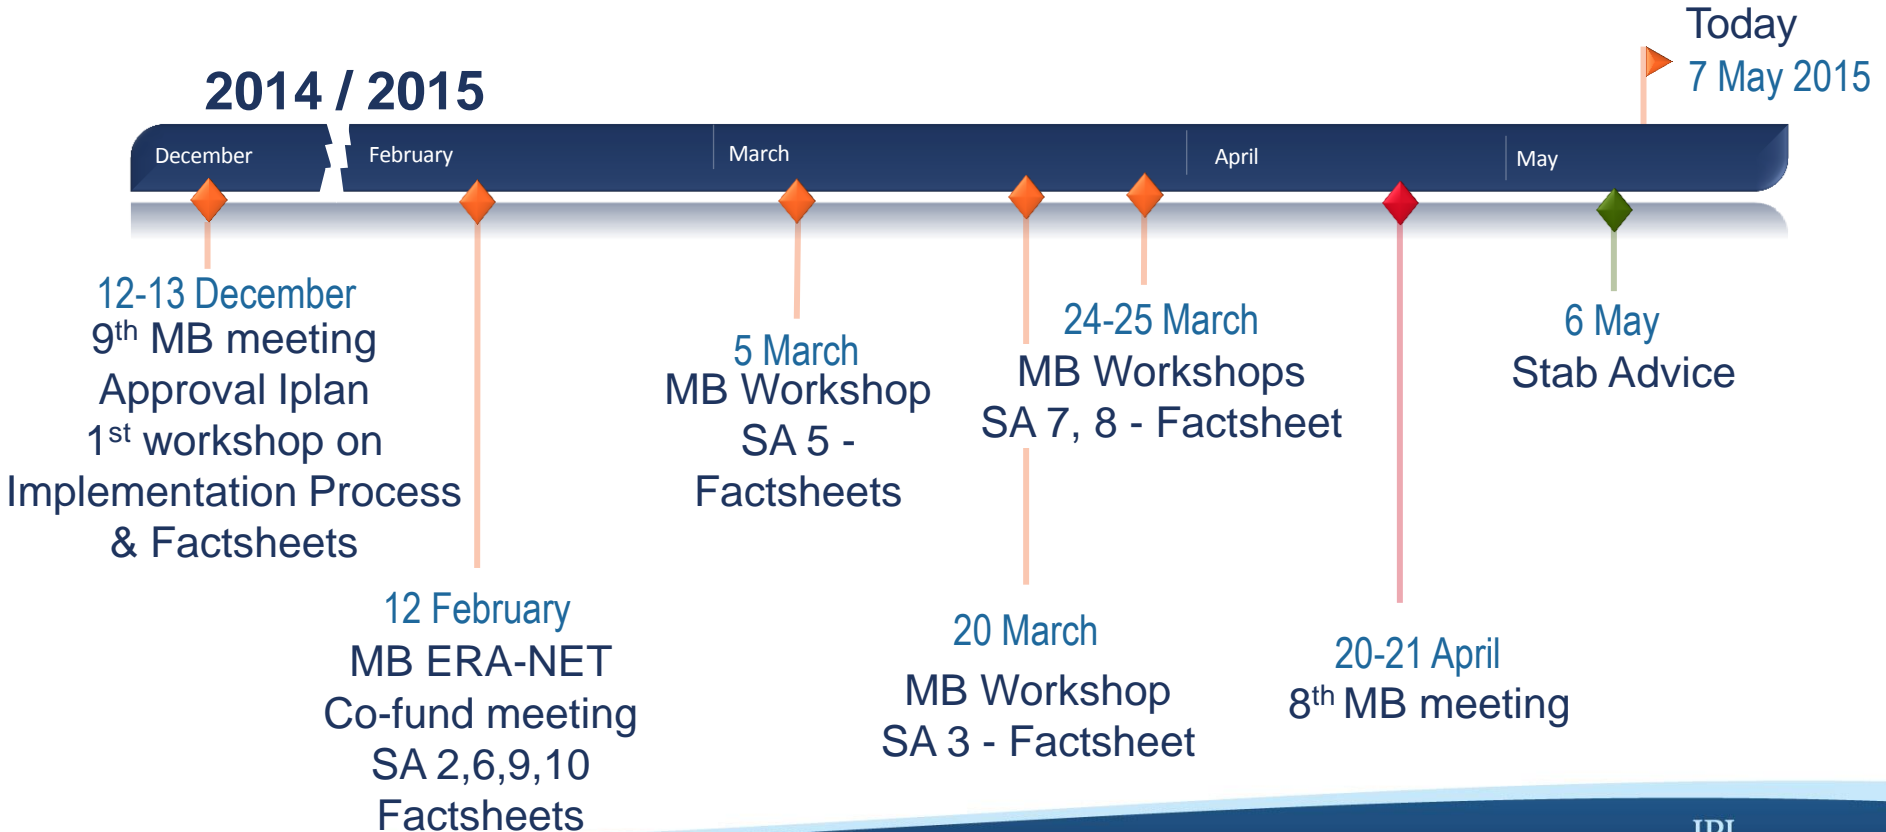 Today
7 May 2015
2014 / 2015
December
February
March
April
May
12-13 December
9th MB meeting
Approval Iplan
1st workshop on
Implementation Process
& Factsheets
12 February
MB ERA-NET
Co-fund meeting
SA 2,6,9,10
Factsheets
5 March
MB Workshop
SA 5 -
Factsheets
20 March
MB Workshop
SA 3 - Factsheet
24-25 March
MB Workshops
SA 7, 8 - Factsheet
20-21 April
8th MB meeting
6 May
Stab Advice